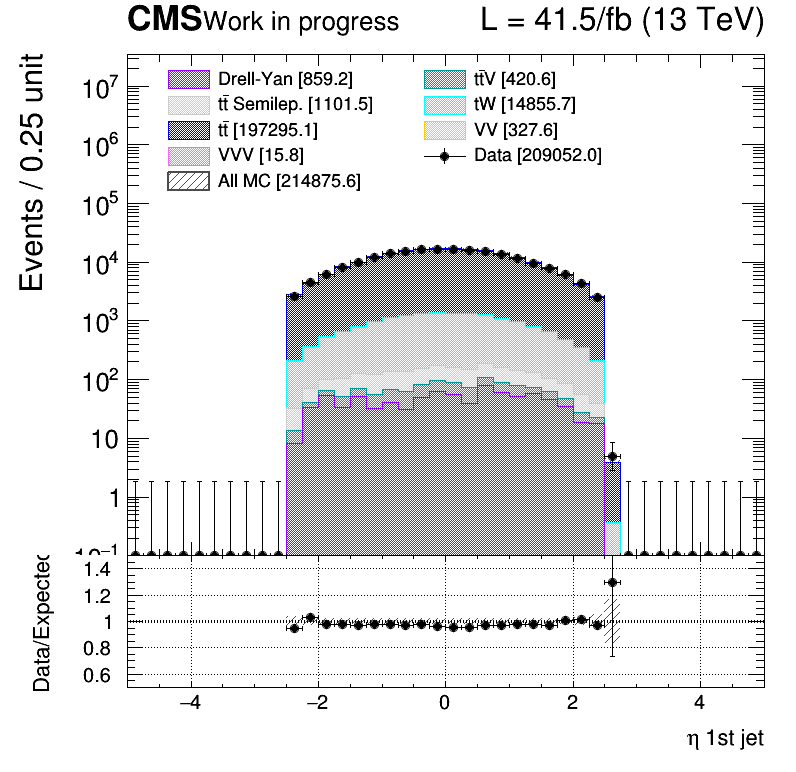 CMS Work in progress L = 41.5/fb (13 TeV)
Events / 0.25 unit
Drell-Yan [859.2] tt̄V [420.6]
tt̄ Semilep. [1101.5] tW [14855.7]
tt̄ [197295.1] VV [327.6]
VVV [15.8] Data [209052.0]
All MC [214875.6]
10⁷
10⁶
10⁵
10⁴
10³
10²
10
1
10⁻¹
Data/Expected
1.4
1.2
1
0.8
0.6
−4 −2 0 2 4
η 1st jet